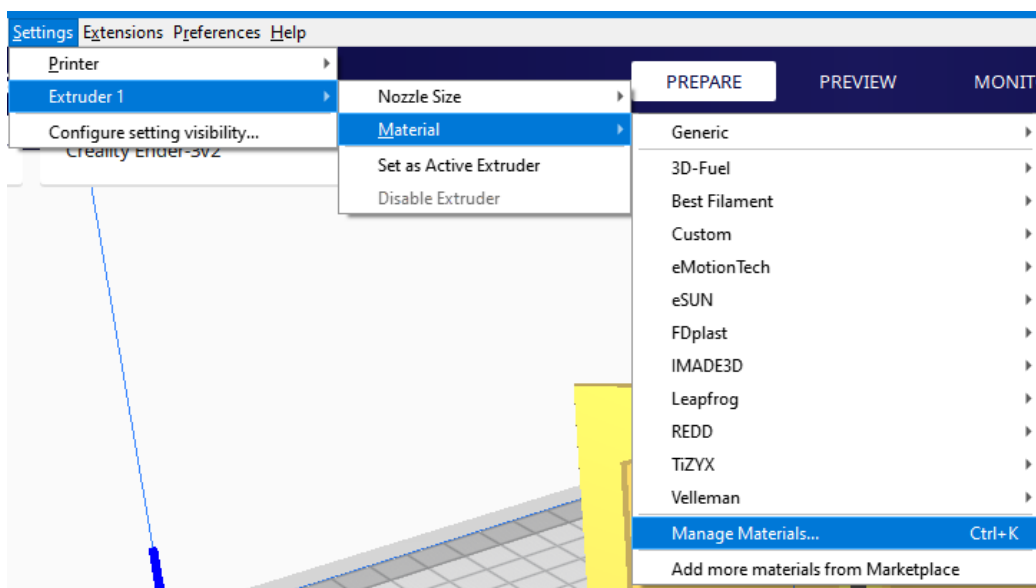 Settings Extensions Preferences Help
Printer
Extruder 1
Configure setting visibility...
Creality Ender-3v2
Nozzle Size
Material
Set as Active Extruder
Disable Extruder
PREPARE PREVIEW MONIT
Generic
3D-Fuel
Best Filament
Custom
eMotionTech
eSUN
FDplast
IMADE3D
Leapfrog
REDD
TiZYX
Velleman
Manage Materials... Ctrl+K
Add more materials from Marketplace